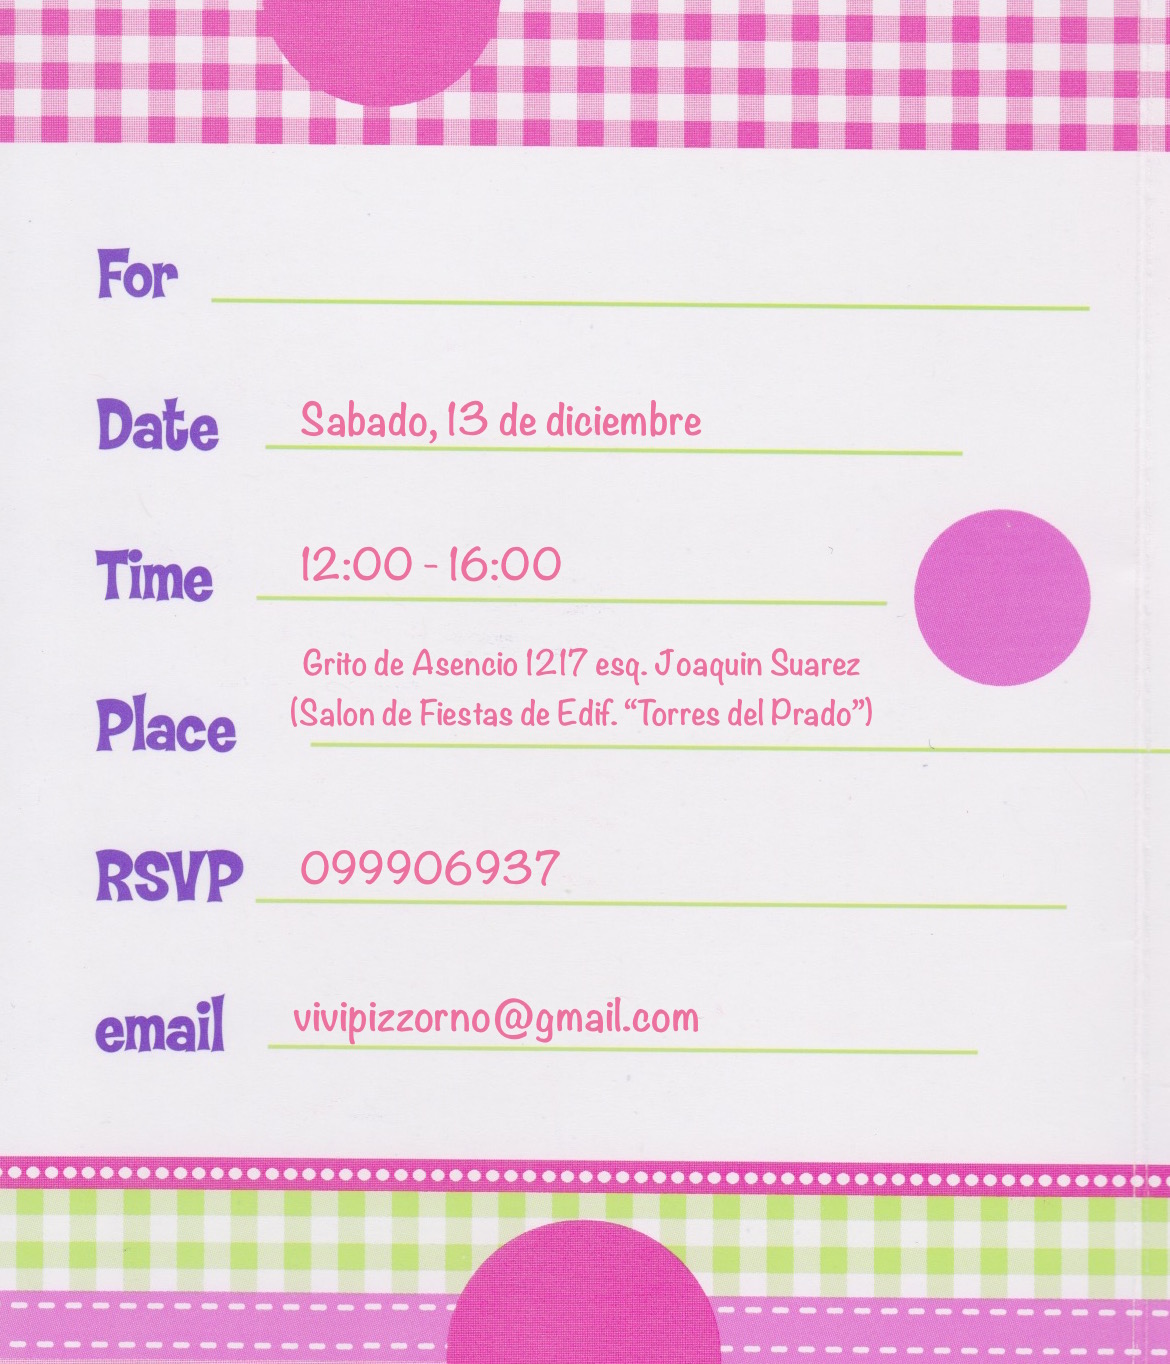 For
Date Sabado, 13 de diciembre
Time 12:00 - 16:00
Grito de Asencio 1217 esq. Joaquin Suarez
Place (Salon de Fiestas de Edif. “Torres del Prado”)
RSVP 099906937
email vivipizzorno@gmail.com